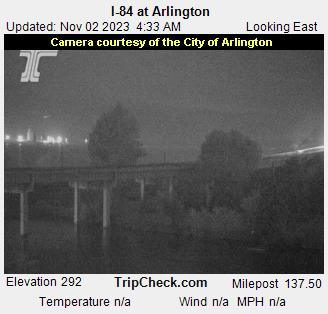 I-84 at Arlington
Updated: Nov 02 2023 4:33 AM Looking East
Camera courtesy of the City of Arlington
Elevation 292 TripCheck.com Milepost 137.50
Temperature n/a Wind n/a MPH n/a